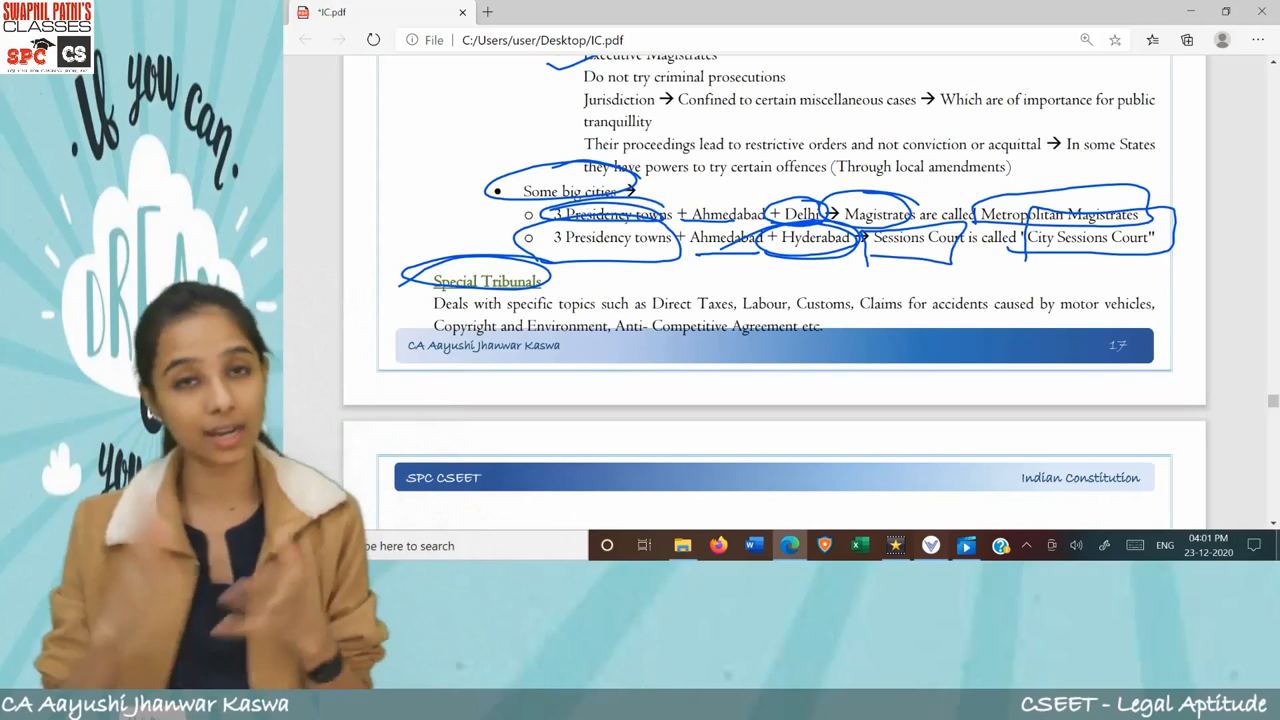 SWAPNIL PATNI'S
CLASSES
SPC CS
If you can
DREAM
you
*IC.pdf
File C:/Users/user/Desktop/IC.pdf
Executive Magistrates
Do not try criminal prosecutions
Jurisdiction → Confined to certain miscellaneous cases → Which are of importance for public
tranquillity
Their proceedings lead to restrictive orders and not conviction or acquittal → In some States
they have powers to try certain offences (Through local amendments)
• Some big cities →
o 3 Presidency towns + Ahmedabad + Delhi → Magistrates are called Metropolitan Magistrates
o 3 Presidency towns + Ahmedabad + Hyderabad → Sessions Court is called "City Sessions Court"
Special Tribunals
Deals with specific topics such as Direct Taxes, Labour, Customs, Claims for accidents caused by motor vehicles,
Copyright and Environment, Anti- Competitive Agreement etc.
CA Aayushi Jhanwar Kaswa 17
SPC CSEET Indian Constitution
pe here to search
ENG
04:01 PM
23-12-2020
CA Aayushi Jhanwar Kaswa CSEET - Legal Aptitude